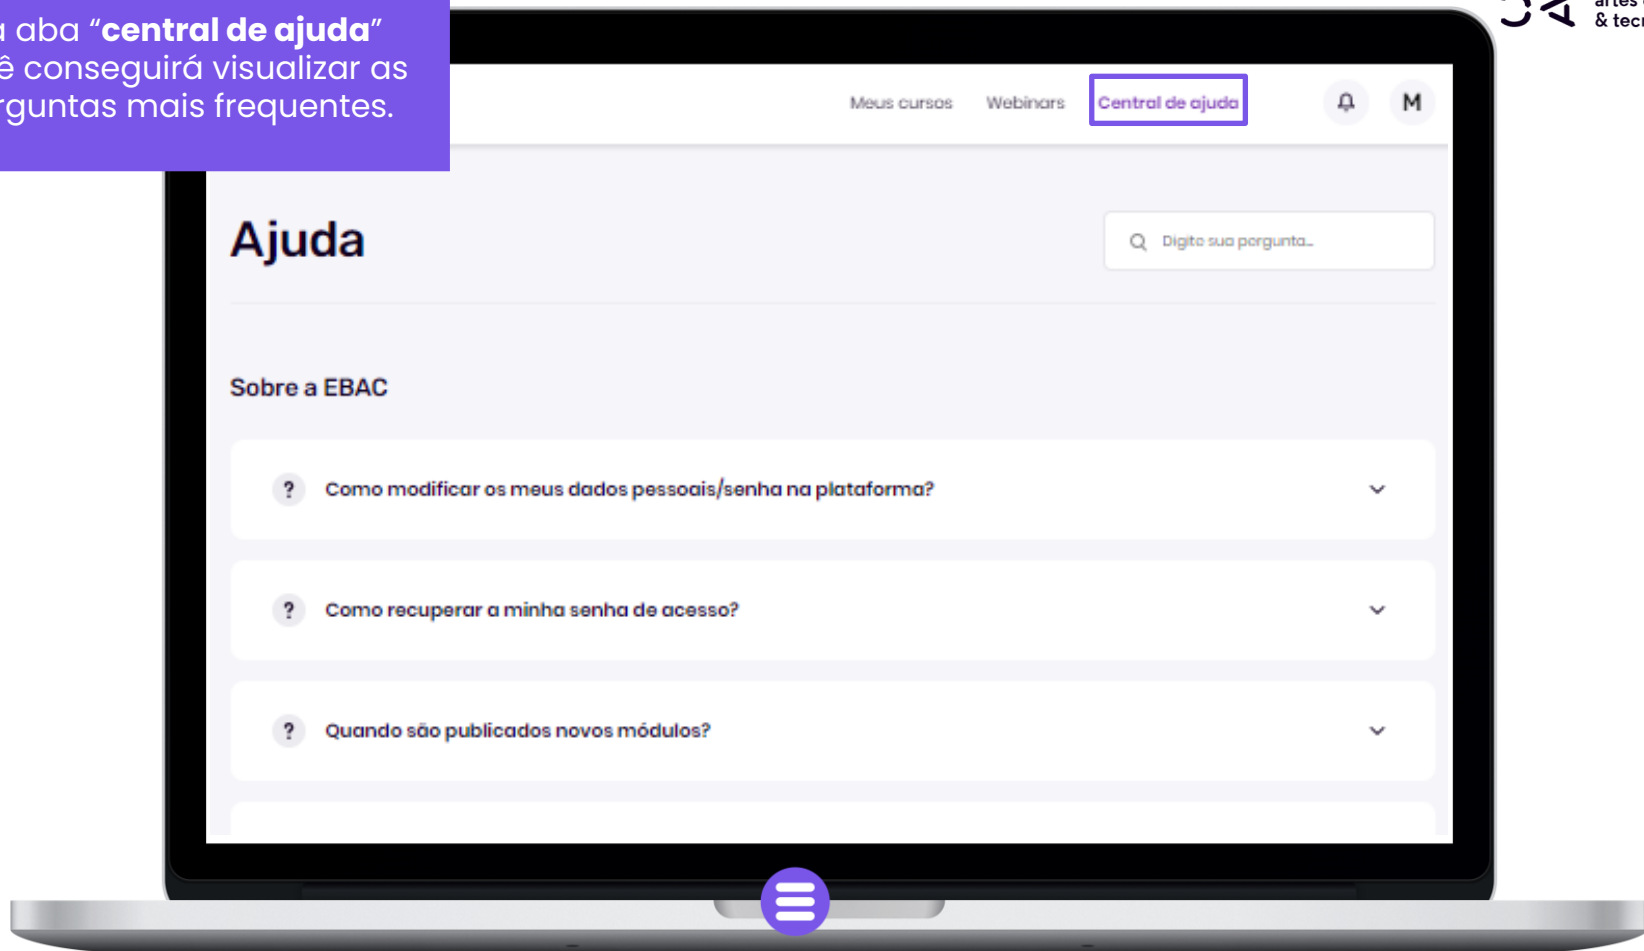 aba “central de ajuda”
conseguirá visualizar as
mais frequentes.
artes
&
Meus cursos Webinars Central de ajuda M
Ajuda
Digite sua pergunta...
Sobre a EBAC
? Como modificar os meus dados pessoais/senha na plataforma?
? Como recuperar a minha senha de acesso?
? Quando são publicados novos módulos?